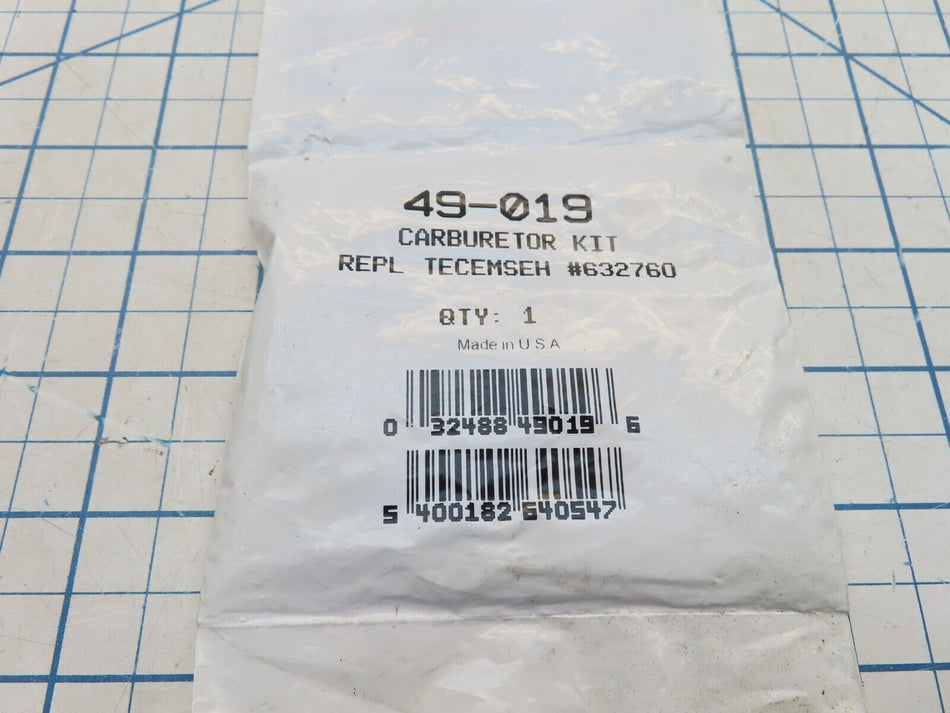 49-019
CARBURETOR KIT
REPL TECEMSEH #632760
QTY: 1
Made in U S A
0 32488 49019 6
5 400182 640547